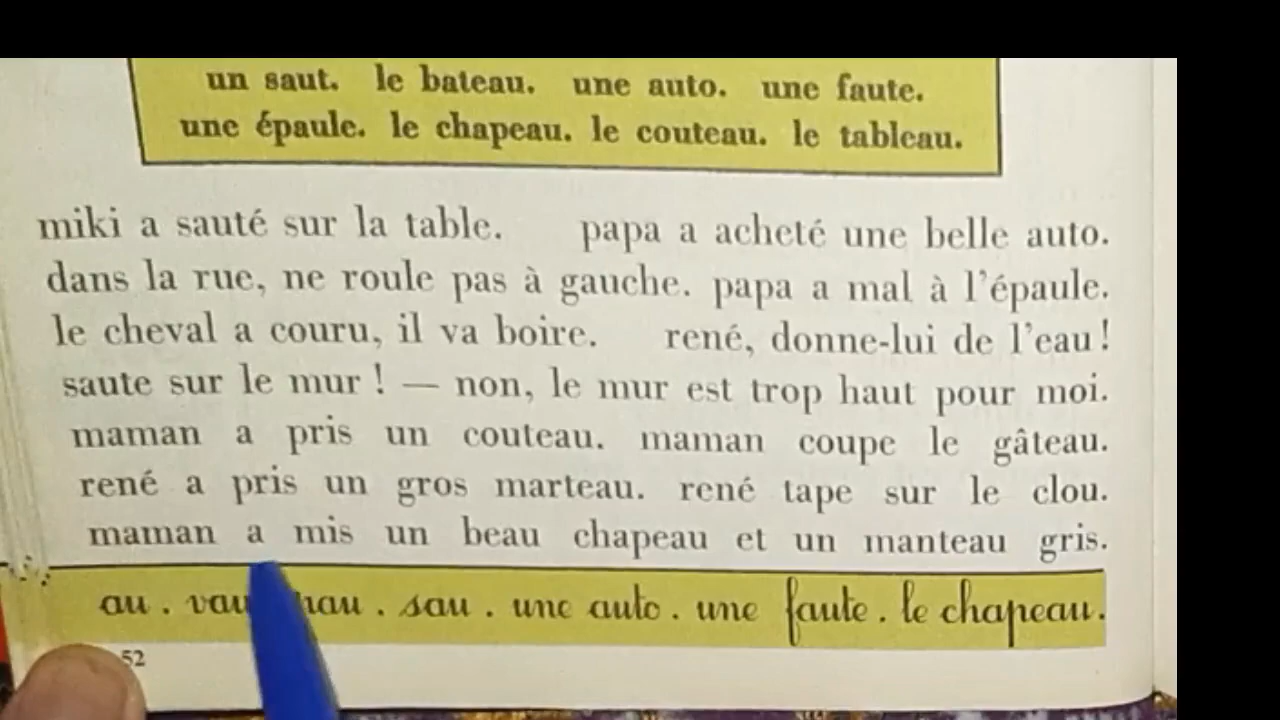 un saut. le bateau. une auto. une faute.
une épaule. le chapeau. le couteau. le tableau.
miki a sauté sur la table. papa a acheté une belle auto.
dans la rue, ne roule pas à gauche. papa a mal à l'épaule.
le cheval a couru, il va boire. rené, donne-lui de l'eau !
saute sur le mur ! — non, le mur est trop haut pour moi.
maman a pris un couteau. maman coupe le gâteau.
rené a pris un gros marteau. rené tape sur le clou.
maman a mis un beau chapeau et un manteau gris.
au . vau sau . une auto . une faute . le chapeau.
52